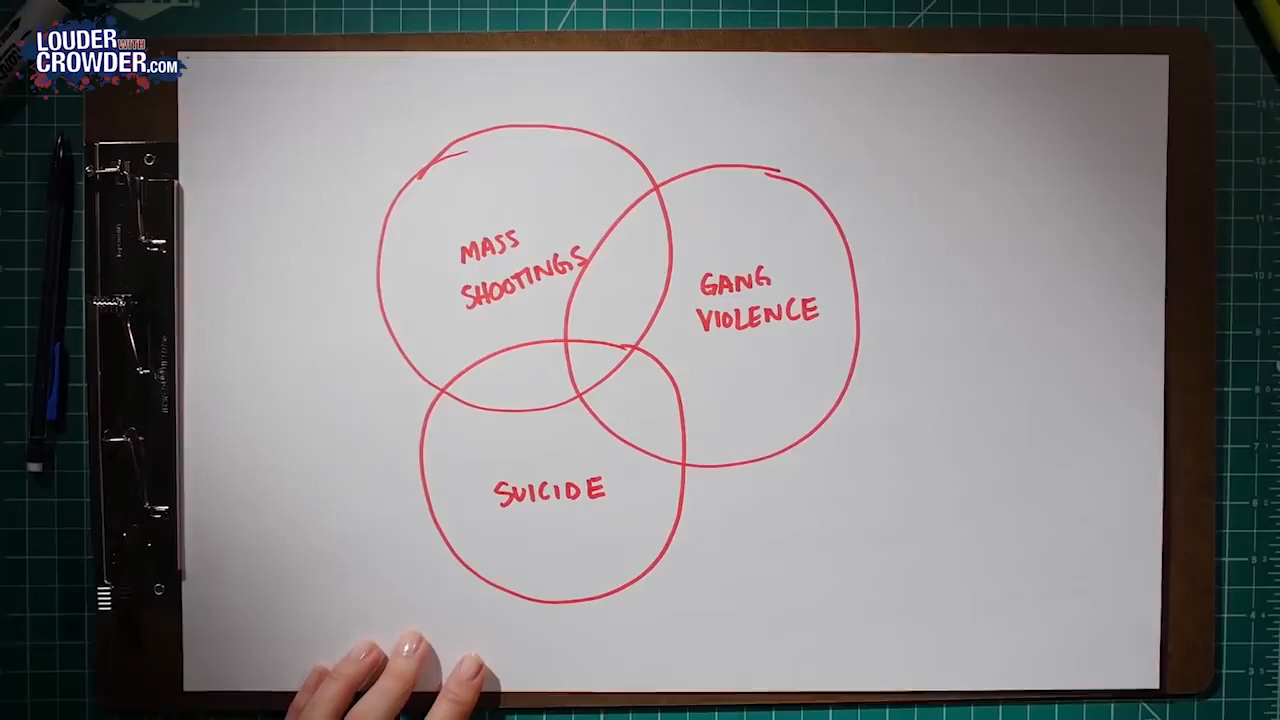 LOUDER WITH
CROWDER.COM
MASS
SHOOTINGS
GANG
VIOLENCE
SUICIDE